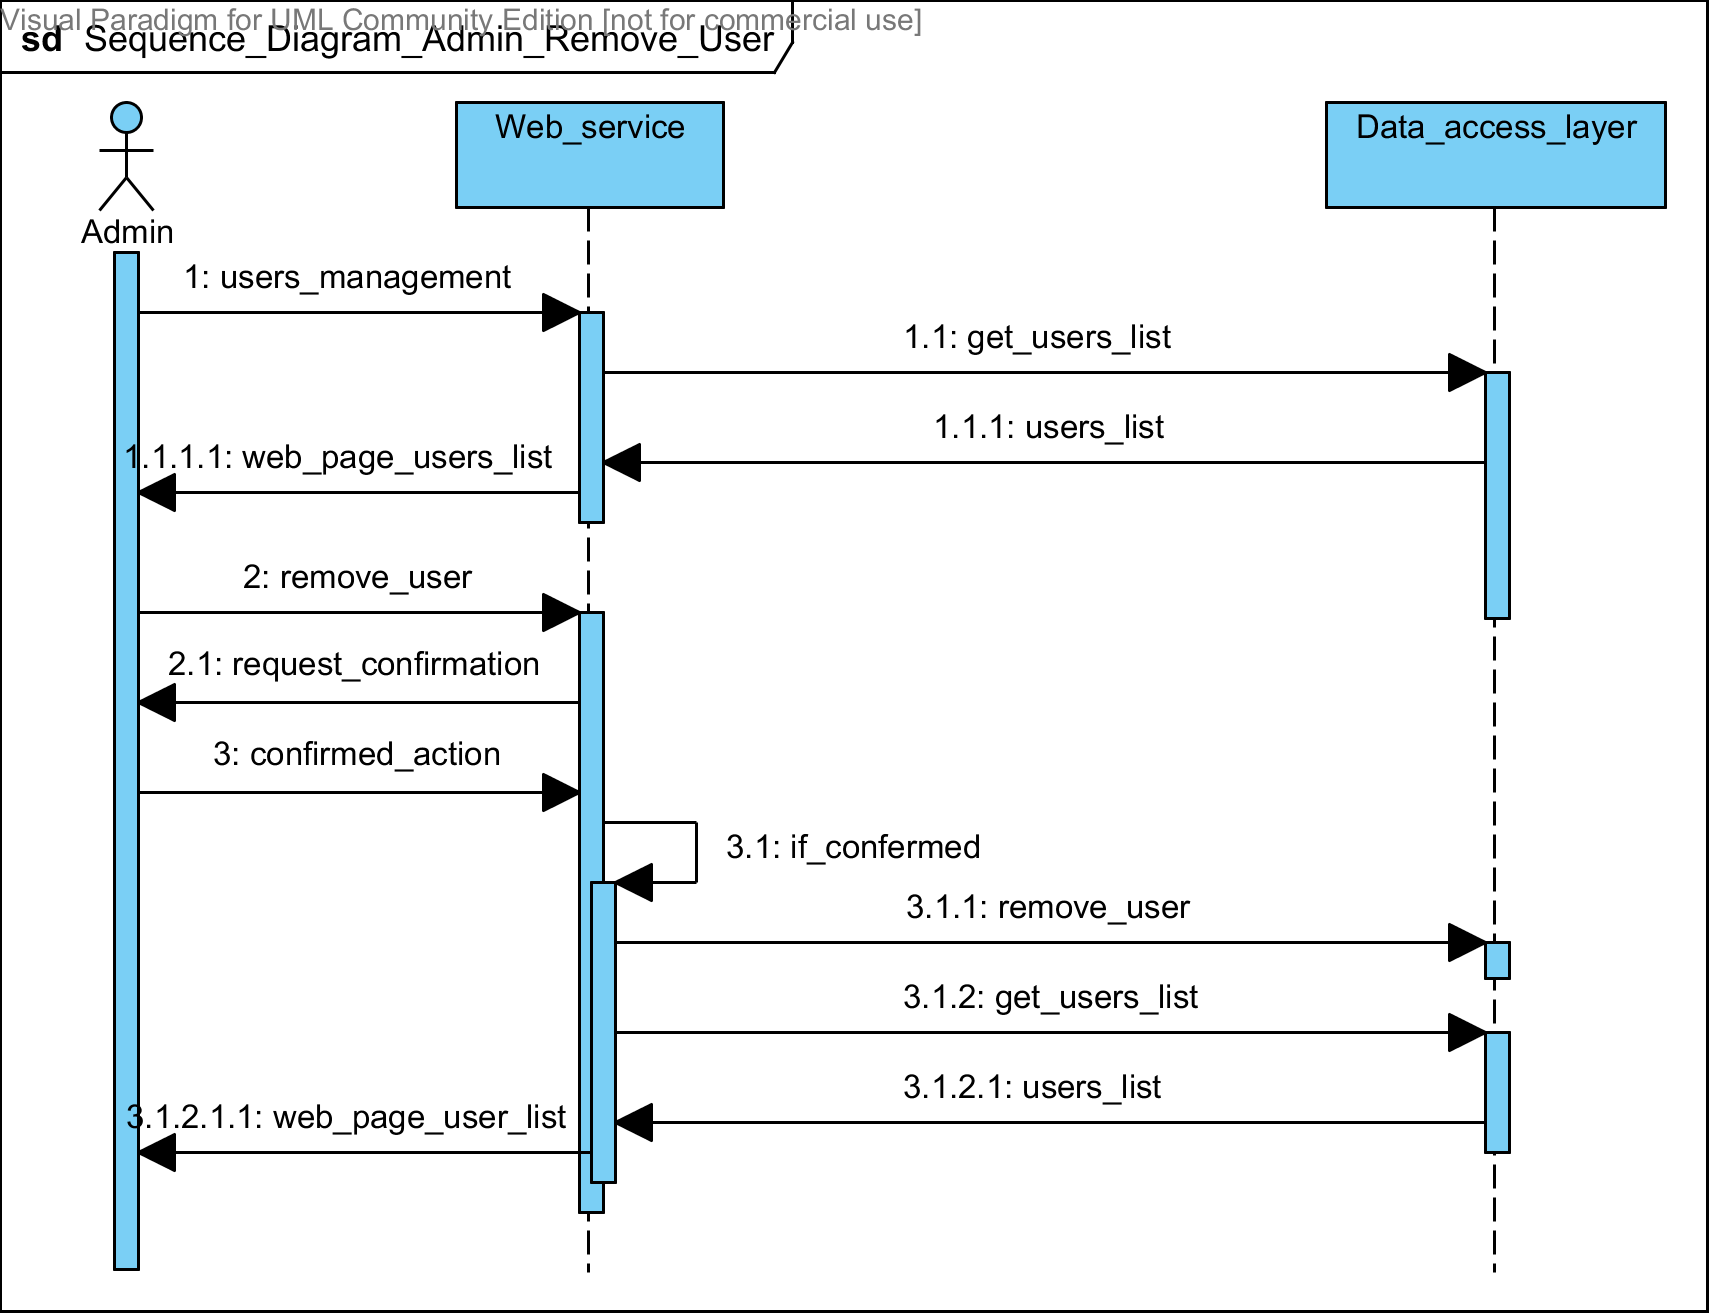 Visual Paradigm for UML Community Edition [not for commercial use]
sd Sequence_Diagram_Admin_Remove_User
Web_service
Data_access_layer
Admin
1: users_management
1.1: get_users_list
1.1.1: users_list
1.1.1.1: web_page_users_list
2: remove_user
2.1: request_confirmation
3: confirmed_action
3.1: if_confermed
3.1.1: remove_user
3.1.2: get_users_list
3.1.2.1: users_list
3.1.2.1.1: web_page_user_list